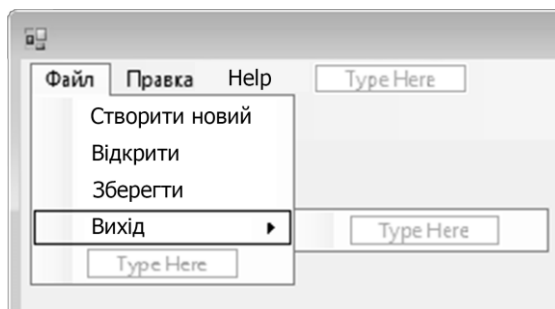 Файл Правка Help Type Here
Створити новий
Відкрити
Зберегти
Вихід Type Here
Type Here